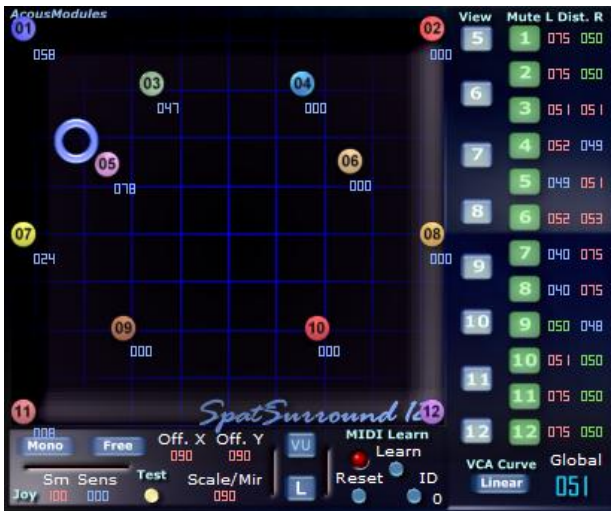 AcousModules
View Mute L Dist. R
01 02
058 000
03 04
047 000
05 06
078 000
07 08
024 000
09 10
000 000
11 12
008
SpatSurround 12
5 6 7 8 9 10 11 12
1 075 050
2 075 050
3 051 051
4 052 049
5 049 051
6 052 053
7 040 075
8 040 075
9 050 048
10 051 050
11 075 050
12 075 050
Mono Free
Off. X Off. Y
090 090
VU
MIDI Learn
Learn
Joy Sm Sens
100 000
Test
Scale/Mir
090
L
Reset ID
0
VCA Curve Global
Linear 051